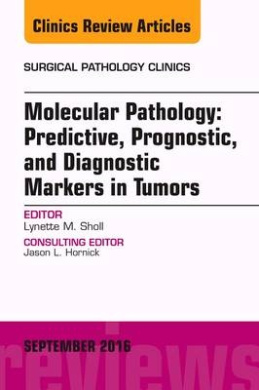 Clinics Review Articles
SURGICAL PATHOLOGY CLINICS
Molecular Pathology:
Predictive, Prognostic,
and Diagnostic
Markers in Tumors
EDITOR
Lynette M. Sholl
CONSULTING EDITOR
Jason L. Hornick
SEPTEMBER 2016
reviews